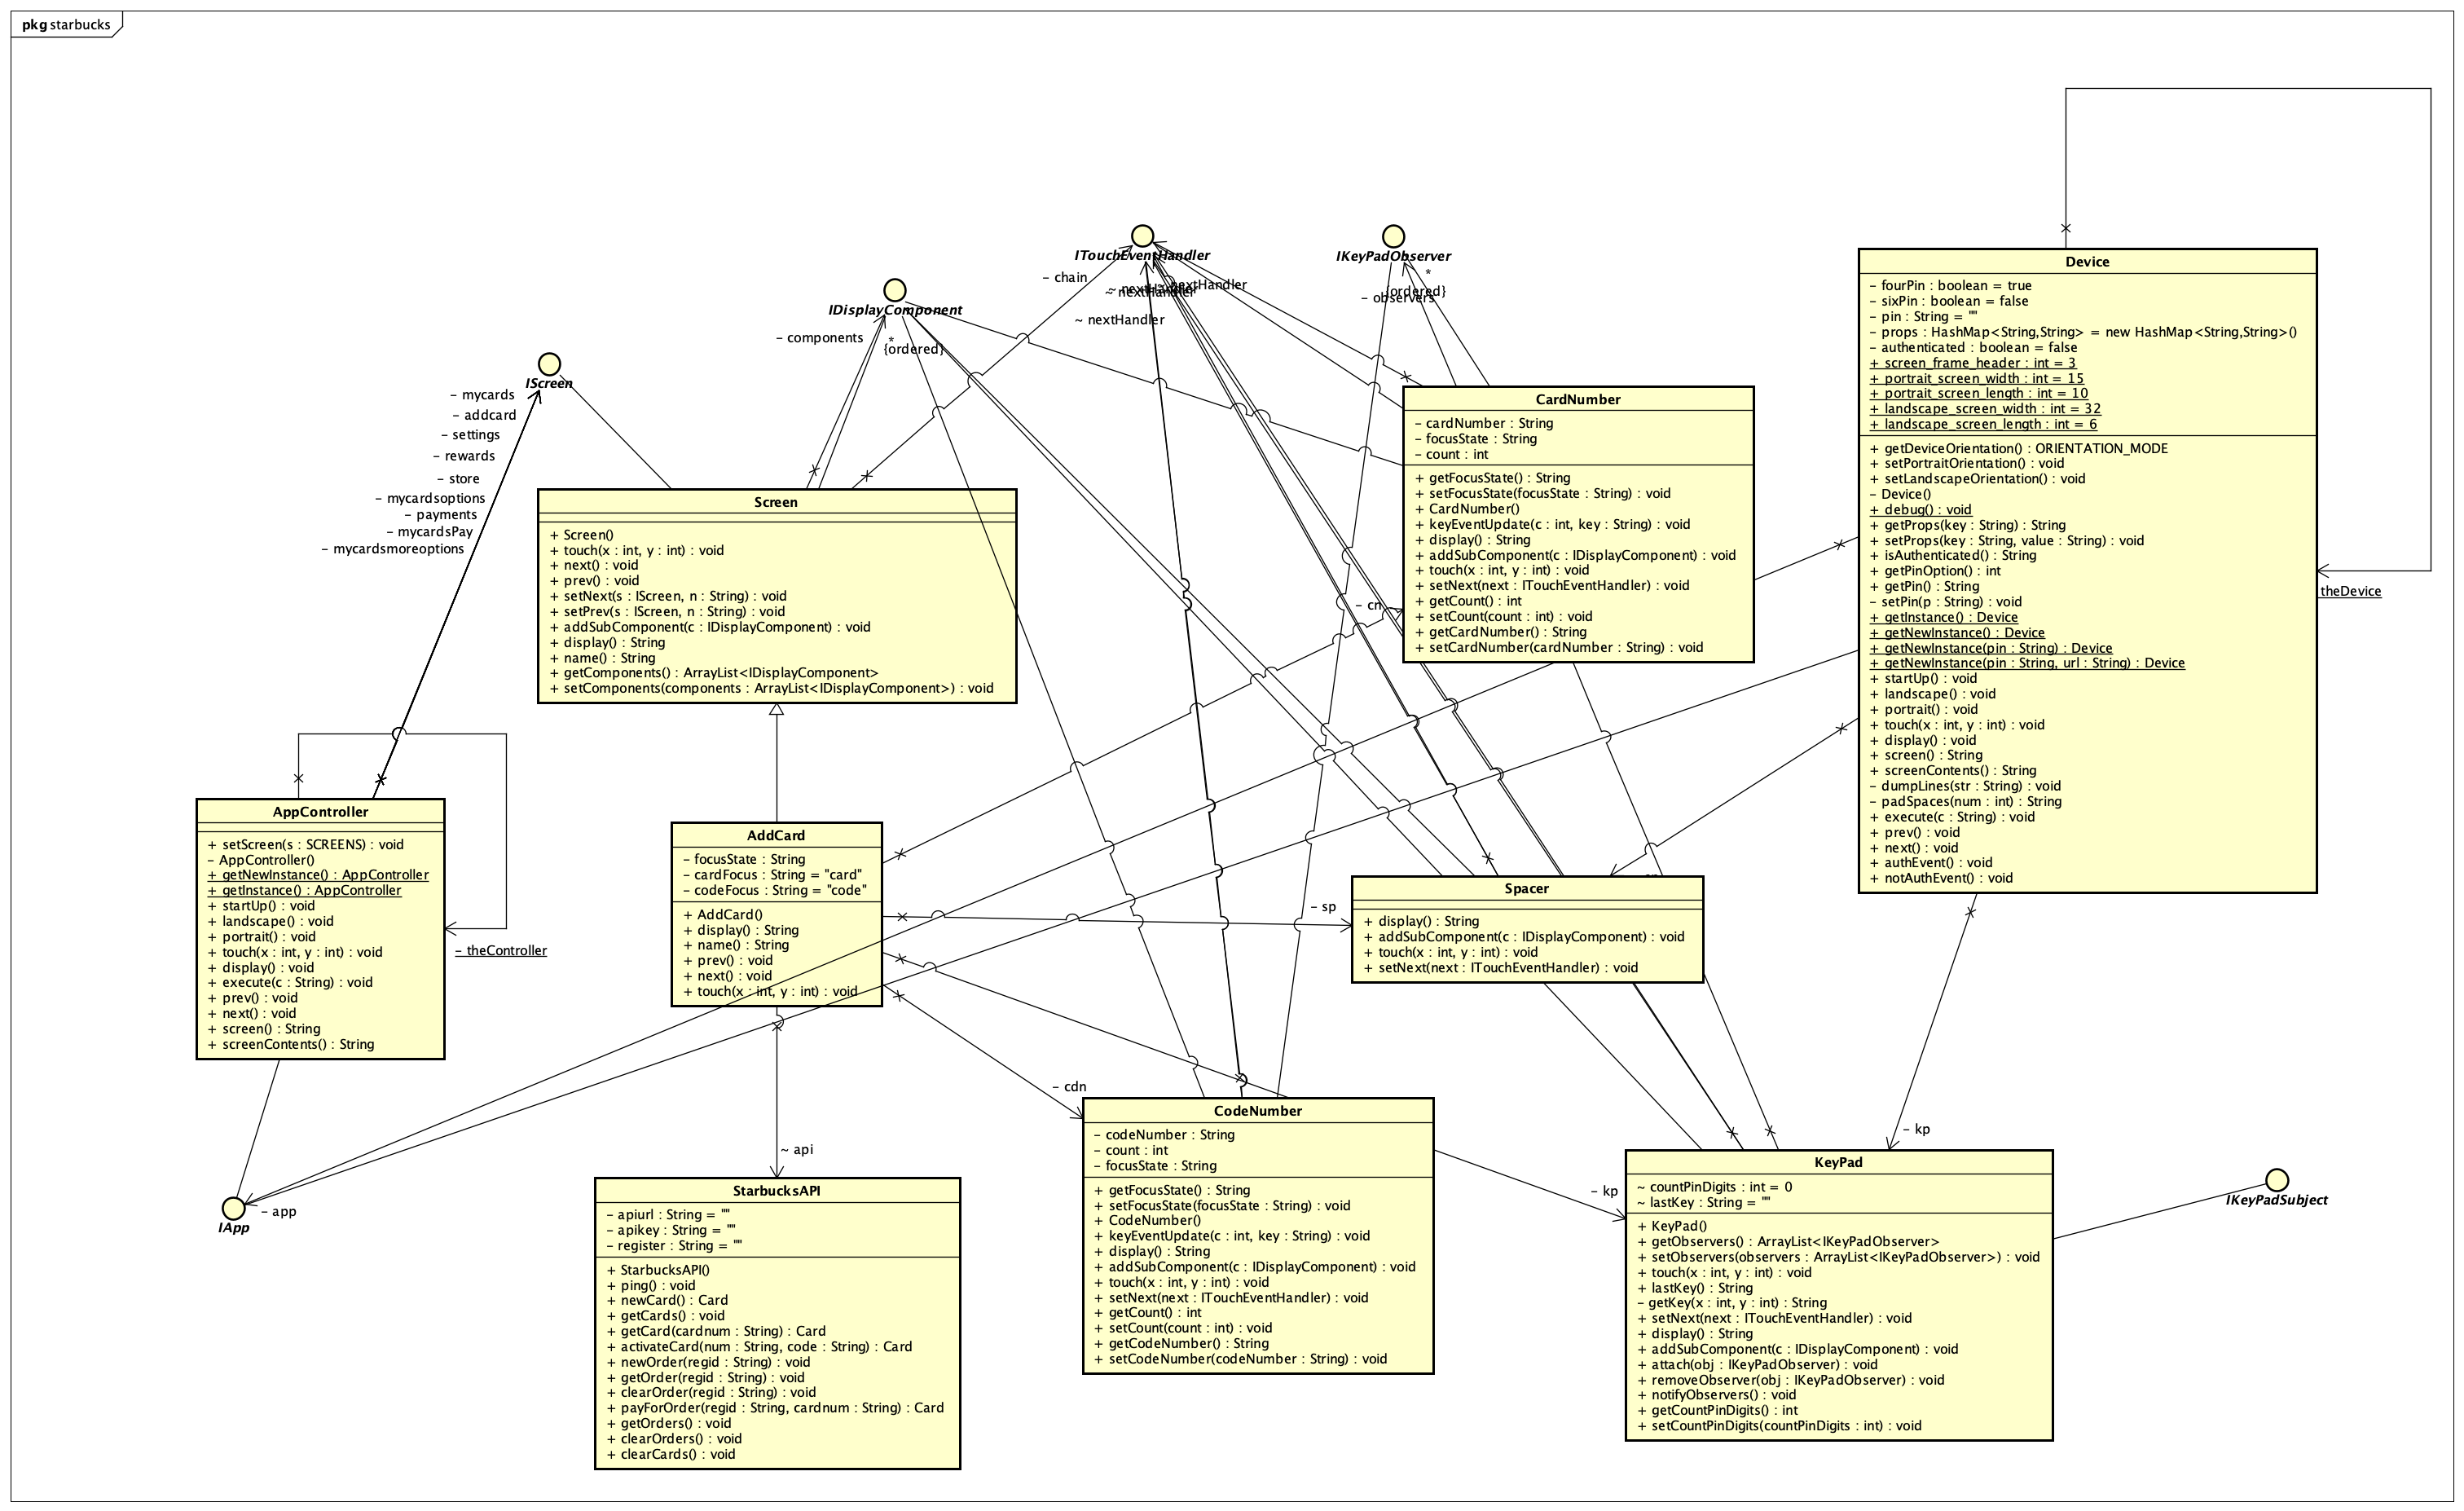 pkg starbucks
ITouchEventHandler
IKeyPadObserver
*
{ordered}
– observers
– chain
~ nextHandler
~ nextHandler
~ nextHandler
IDisplayComponent
– components
*
{ordered}
IScreen
– mycards
– addcard
– settings
– rewards
– store
– mycardsoptions
– payments
– mycardsPay
– mycardsmoreoptions
Device
– fourPin : boolean = true
– sixPin : boolean = false
– pin : String = ""
– props : HashMap<String,String> = new HashMap<String,String>()
– authenticated : boolean = false
+ screen_frame_header : int = 3
+ portrait_screen_width : int = 15
+ portrait_screen_length : int = 10
+ landscape_screen_width : int = 32
+ landscape_screen_length : int = 6
+ getDeviceOrientation() : ORIENTATION_MODE
+ setPortraitOrientation() : void
+ setLandscapeOrientation() : void
– Device()
+ debug() : void
+ getProps(key : String) : String
+ setProps(key : String, value : String) : void
+ isAuthenticated() : String
+ getPinOption() : int
+ getPin() : String
– setPin(p : String) : void
+ getInstance() : Device
+ getNewInstance() : Device
+ getNewInstance(pin : String) : Device
+ getNewInstance(pin : String, url : String) : Device
+ startUp() : void
+ landscape() : void
+ portrait() : void
+ touch(x : int, y : int) : void
+ display() : void
+ screen() : String
+ screenContents() : String
– dumpLines(str : String) : void
– padSpaces(num : int) : String
+ execute(c : String) : void
+ prev() : void
+ next() : void
+ authEvent() : void
+ notAuthEvent() : void
theDevice
CardNumber
– cardNumber : String
– focusState : String
– count : int
+ getFocusState() : String
+ setFocusState(focusState : String) : void
+ CardNumber()
+ keyEventUpdate(c : int, key : String) : void
+ display() : String
+ addSubComponent(c : IDisplayComponent) : void
+ touch(x : int, y : int) : void
+ setNext(next : ITouchEventHandler) : void
+ getCount() : int
+ setCount(count : int) : void
+ getCardNumber() : String
+ setCardNumber(cardNumber : String) : void
– cn
Screen
+ Screen()
+ touch(x : int, y : int) : void
+ next() : void
+ prev() : void
+ setNext(s : IScreen, n : String) : void
+ setPrev(s : IScreen, n : String) : void
+ addSubComponent(c : IDisplayComponent) : void
+ display() : String
+ name() : String
+ getComponents() : ArrayList<IDisplayComponent>
+ setComponents(components : ArrayList<IDisplayComponent>) : void
AppController
+ setScreen(s : SCREENS) : void
– AppController()
+ getNewInstance() : AppController
+ getInstance() : AppController
+ startUp() : void
+ landscape() : void
+ portrait() : void
+ touch(x : int, y : int) : void
+ display() : void
+ execute(c : String) : void
+ prev() : void
+ next() : void
+ screen() : String
+ screenContents() : String
– theController
AddCard
– focusState : String
– cardFocus : String = "card"
– codeFocus : String = "code"
+ AddCard()
+ display() : String
+ name() : String
+ prev() : void
+ next() : void
+ touch(x : int, y : int) : void
– sp
Spacer
+ display() : String
+ addSubComponent(c : IDisplayComponent) : void
+ touch(x : int, y : int) : void
+ setNext(next : ITouchEventHandler) : void
– cdn
~ api
– kp
– kp
IApp
– app
StarbucksAPI
– apiurl : String = ""
– apikey : String = ""
– register : String = ""
+ StarbucksAPI()
+ ping() : void
+ newCard() : Card
+ getCards() : void
+ getCard(cardnum : String) : Card
+ activateCard(num : String, code : String) : Card
+ newOrder(regid : String) : void
+ getOrder(regid : String) : void
+ clearOrder(regid : String) : void
+ payForOrder(regid : String, cardnum : String) : Card
+ getOrders() : void
+ clearOrders() : void
+ clearCards() : void
CodeNumber
– codeNumber : String
– count : int
– focusState : String
+ getFocusState() : String
+ setFocusState(focusState : String) : void
+ CodeNumber()
+ keyEventUpdate(c : int, key : String) : void
+ display() : String
+ addSubComponent(c : IDisplayComponent) : void
+ touch(x : int, y : int) : void
+ setNext(next : ITouchEventHandler) : void
+ getCount() : int
+ setCount(count : int) : void
+ getCodeNumber() : String
+ setCodeNumber(codeNumber : String) : void
KeyPad
~ countPinDigits : int = 0
~ lastKey : String = ""
+ KeyPad()
+ getObservers() : ArrayList<IKeyPadObserver>
+ setObservers(observers : ArrayList<IKeyPadObserver>) : void
+ touch(x : int, y : int) : void
+ lastKey() : String
– getKey(x : int, y : int) : String
+ setNext(next : ITouchEventHandler) : void
+ display() : String
+ addSubComponent(c : IDisplayComponent) : void
+ attach(obj : IKeyPadObserver) : void
+ removeObserver(obj : IKeyPadObserver) : void
+ notifyObservers() : void
+ getCountPinDigits() : int
+ setCountPinDigits(countPinDigits : int) : void
IKeyPadSubject